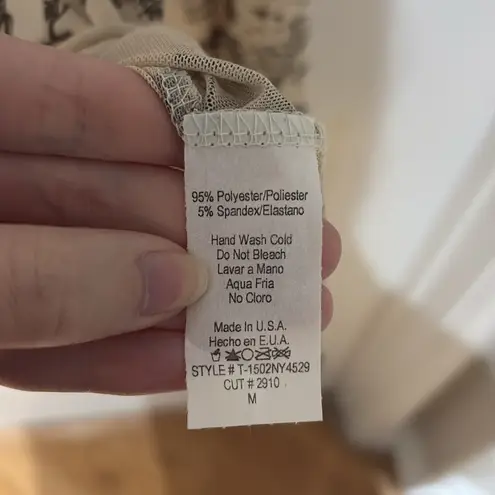 95% Polyester/Poliester
5% Spandex/Elastano
Hand Wash Cold
Do Not Bleach
Lavar a Mano
Aqua Fria
No Cloro
Made In U.S.A.
Hecho en E.U.A.
STYLE # T-1502NY4529
CUT # 2910
M